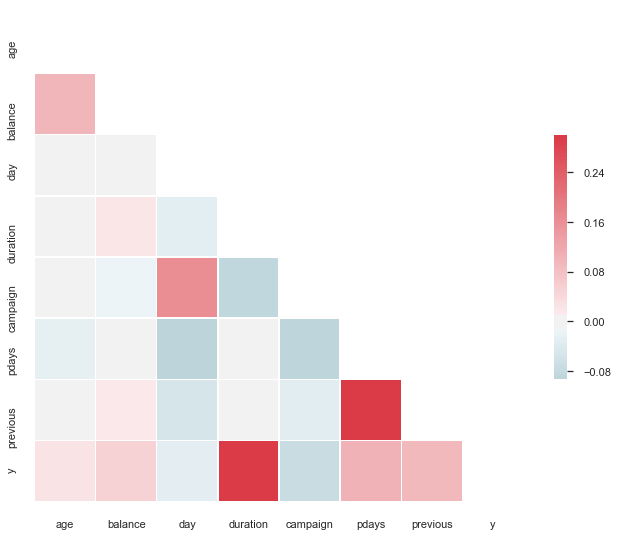 age
balance
day
duration
campaign
pdays
previous
y
age balance day duration campaign pdays previous y
0.24
0.16
0.08
0.00
−0.08